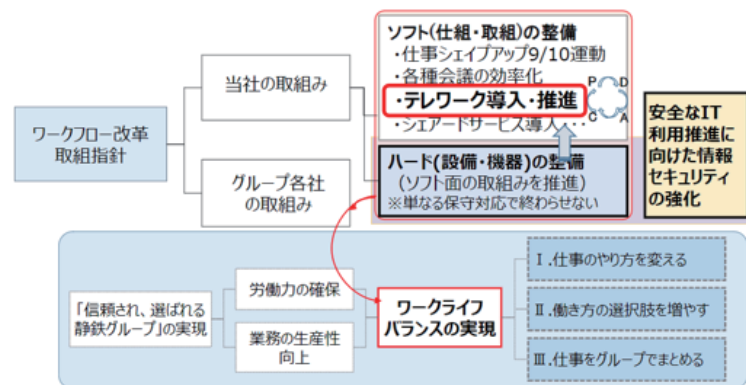 ソフト(仕組・取組)の整備
・仕事シェイプアップ9/10運動
・各種会議の効率化
・テレワーク導入・推進
・シェアードサービス導入・・・
P D
C A
当社の取組み
ワークフロー改革
取組指針
グループ各社
の取組み
ハード(設備・機器)の整備
(ソフト面の取組みを推進)
※単なる保守対応で終わらせない
安全なIT
利用推進に
向けた情報
セキュリティ
の強化
「信頼され、選ばれる
静鉄グループ」の実現
労働力の確保
業務の生産性
向上
ワークライフ
バランスの実現
Ⅰ.仕事のやり方を変える
Ⅱ.働き方の選択肢を増やす
Ⅲ.仕事をグループでまとめる